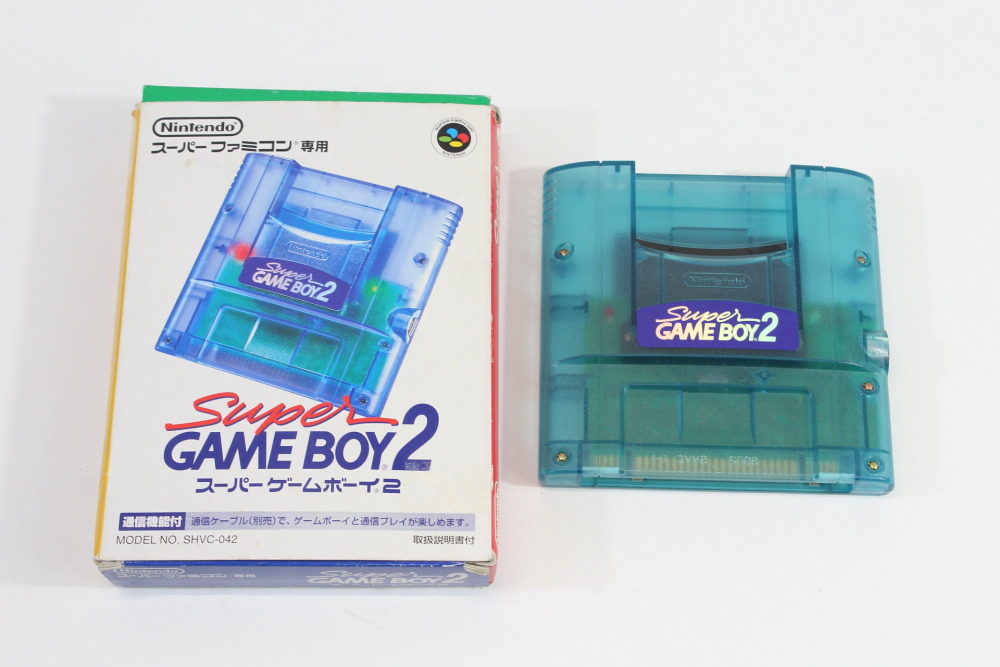 Nintendo®
スーパーファミコン®専用
SUPER FAMICOM
NINTENDO
Nintendo
Super
GAME BOY 2
Super
GAME BOY®2
スーパーゲームボーイ®2
通信機能付 通信ケーブル(別売)で、ゲームボーイと通信プレイが楽しめます。
MODEL NO. SHVC-042
取扱説明書付
スーパーファミコン®専用
Super
GAME BOY®2
Nintendo
Super
GAME BOY®2